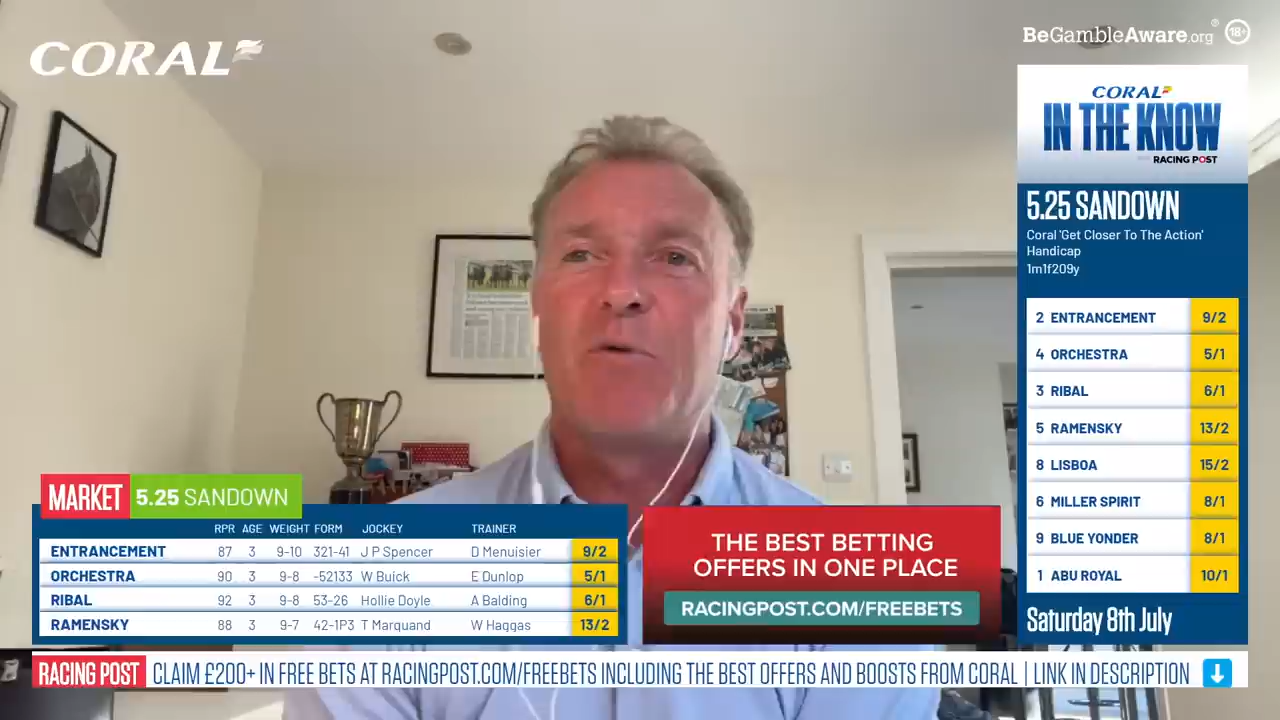 CORAL
BeGambleAware.org® 18+
CORAL
IN THE KNOW
RACING POST
5.25 SANDOWN
Coral 'Get Closer To The Action'
Handicap
1m1f209y
2 ENTRANCEMENT 9/2
4 ORCHESTRA 5/1
3 RIBAL 6/1
5 RAMENSKY 13/2
8 LISBOA 15/2
6 MILLER SPIRIT 8/1
9 BLUE YONDER 8/1
1 ABU ROYAL 10/1
Saturday 8th July
MARKET 5.25 SANDOWN
RPR AGE WEIGHT FORM JOCKEY TRAINER
ENTRANCEMENT 87 3 9-10 321-41 J P Spencer D Menuisier 9/2
ORCHESTRA 90 3 9-8 -52133 W Buick E Dunlop 5/1
RIBAL 92 3 9-8 53-26 Hollie Doyle A Balding 6/1
RAMENSKY 88 3 9-7 42-1P3 T Marquand W Haggas 13/2
THE BEST BETTING
OFFERS IN ONE PLACE
RACINGPOST.COM/FREEBETS
RACING POST CLAIM £200+ IN FREE BETS AT RACINGPOST.COM/FREEBETS INCLUDING THE BEST OFFERS AND BOOSTS FROM CORAL | LINK IN DESCRIPTION